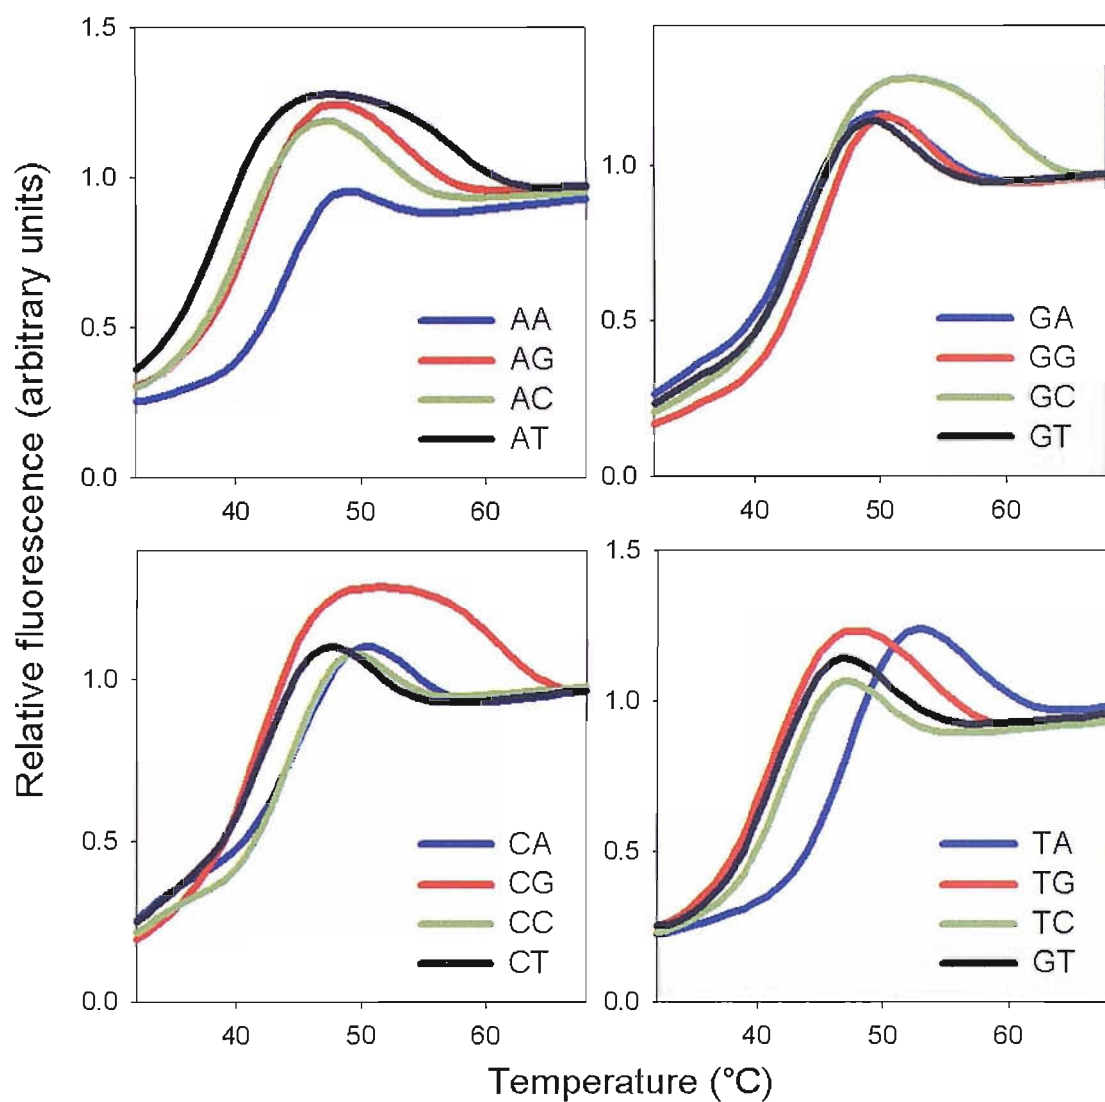 1.5
1.0
0.5
0.0
AA
AG
AC
AT
40
50
60
1.0
0.5
0.0
GA
GG
GC
GT
40
50
60
Relative fluorescence (arbitrary units)
1.0
0.5
0.0
CA
CG
CC
CT
40
50
60
1.5
1.0
0.5
0.0
TA
TG
TC
GT
40
50
60
Temperature (°C)